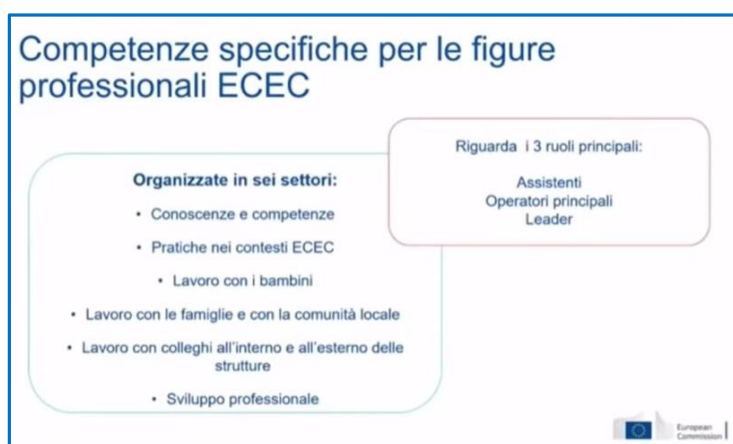 Competenze specifiche per le figure
professionali ECEC
Riguarda i 3 ruoli principali:
Assistenti
Operatori principali
Leader
Organizzate in sei settori:
• Conoscenze e competenze
• Pratiche nei contesti ECEC
• Lavoro con i bambini
• Lavoro con le famiglie e con la comunità locale
• Lavoro con colleghi all'interno e all'esterno delle
strutture
• Sviluppo professionale
European
Commission